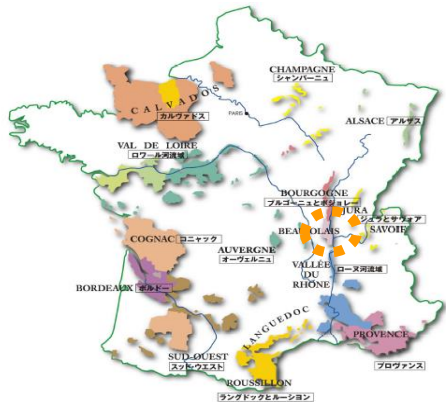 CHAMPAGNE
シャンパーニュ
CALVADOS
カルヴァドス
PARIS
ALSACE アルザス
VAL DE LOIRE
ロワール河流域
BOURGOGNE
ブルゴーニュとボジョレー
JURA
ジュラとサヴォア
BEAUJOLAIS
SAVOIE
COGNAC コニャック
AUVERGNE
オーヴェルニュ
VALLÉE
DU
RHÔNE
ローヌ河流域
BORDEAUX ボルドー
LANGUEDOC
PROVENCE
プロヴァンス
SUD-OUEST
スッド・ウエスト
ROUSSILLON
ラングドックとルーション